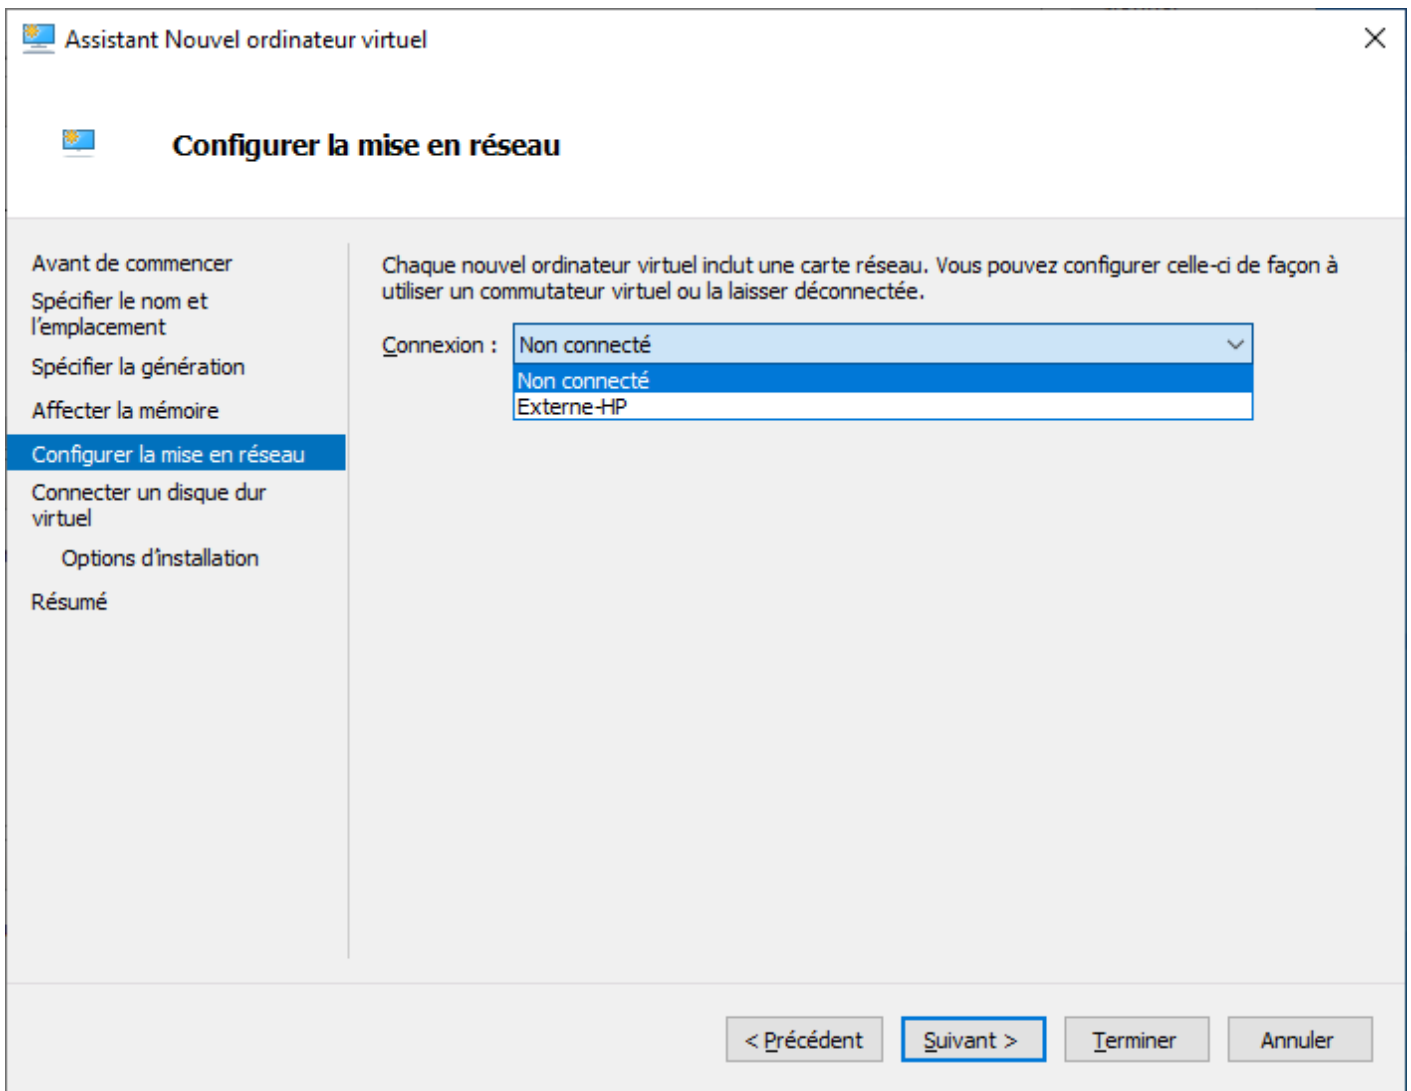 Assistant Nouvel ordinateur virtuel
Configurer la mise en réseau
Avant de commencer
Spécifier le nom et
l'emplacement
Spécifier la génération
Affecter la mémoire
Configurer la mise en réseau
Connecter un disque dur
virtuel
Options d'installation
Résumé
Chaque nouvel ordinateur virtuel inclut une carte réseau. Vous pouvez configurer celle-ci de façon à
utiliser un commutateur virtuel ou la laisser déconnectée.
Connexion : Non connecté
Non connecté
Externe-HP
< Précédent
Suivant >
Terminer
Annuler